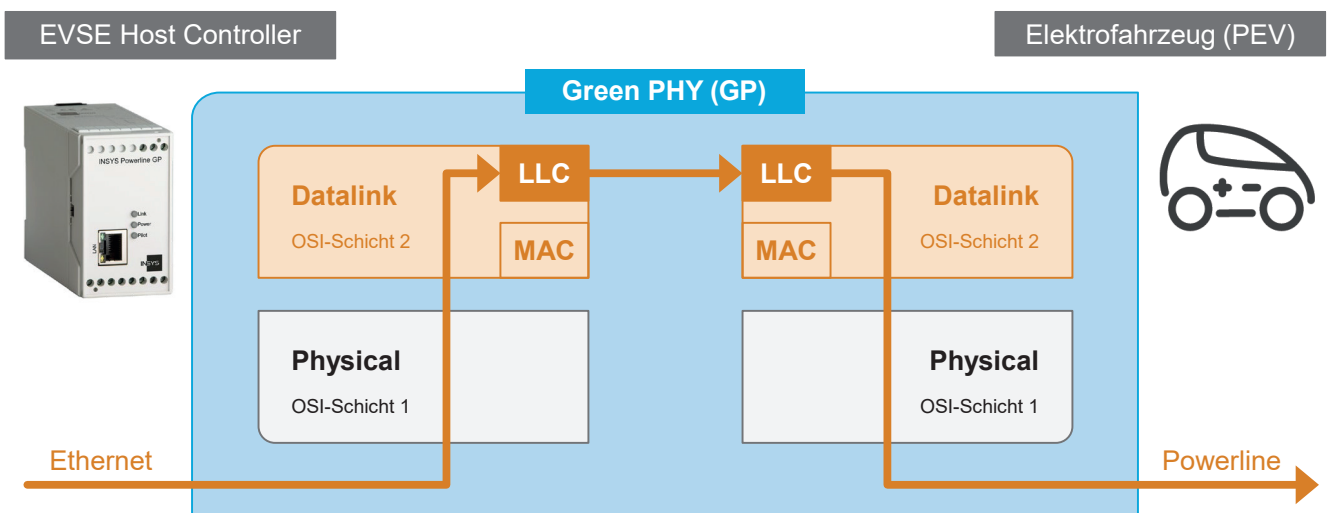 EVSE Host Controller
Elektrofahrzeug (PEV)
Green PHY (GP)
INSYS Powerline GP
Link
Power
Pilot
LAN
INSYS
Datalink
OSI-Schicht 2
LLC
MAC
LLC
MAC
Datalink
OSI-Schicht 2
Physical
OSI-Schicht 1
Physical
OSI-Schicht 1
Ethernet
Powerline